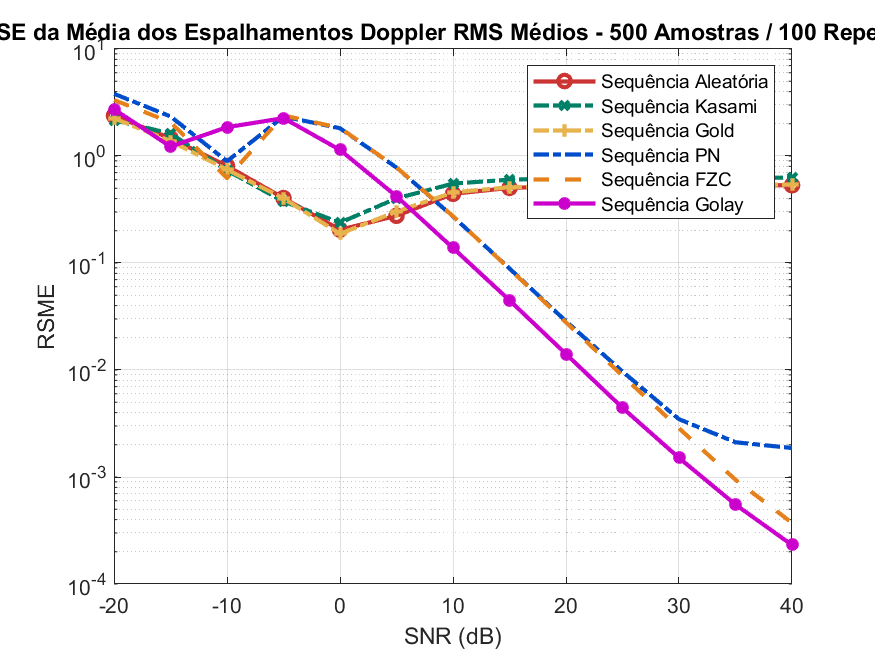 SE da Média dos Espalhamentos Doppler RMS Médios - 500 Amostras / 100 Repe
10^1
10^0
10^-1
10^-2
10^-3
10^-4
RSME
Sequência Aleatória
Sequência Kasami
Sequência Gold
Sequência PN
Sequência FZC
Sequência Golay
-20 -10 0 10 20 30 40
SNR (dB)